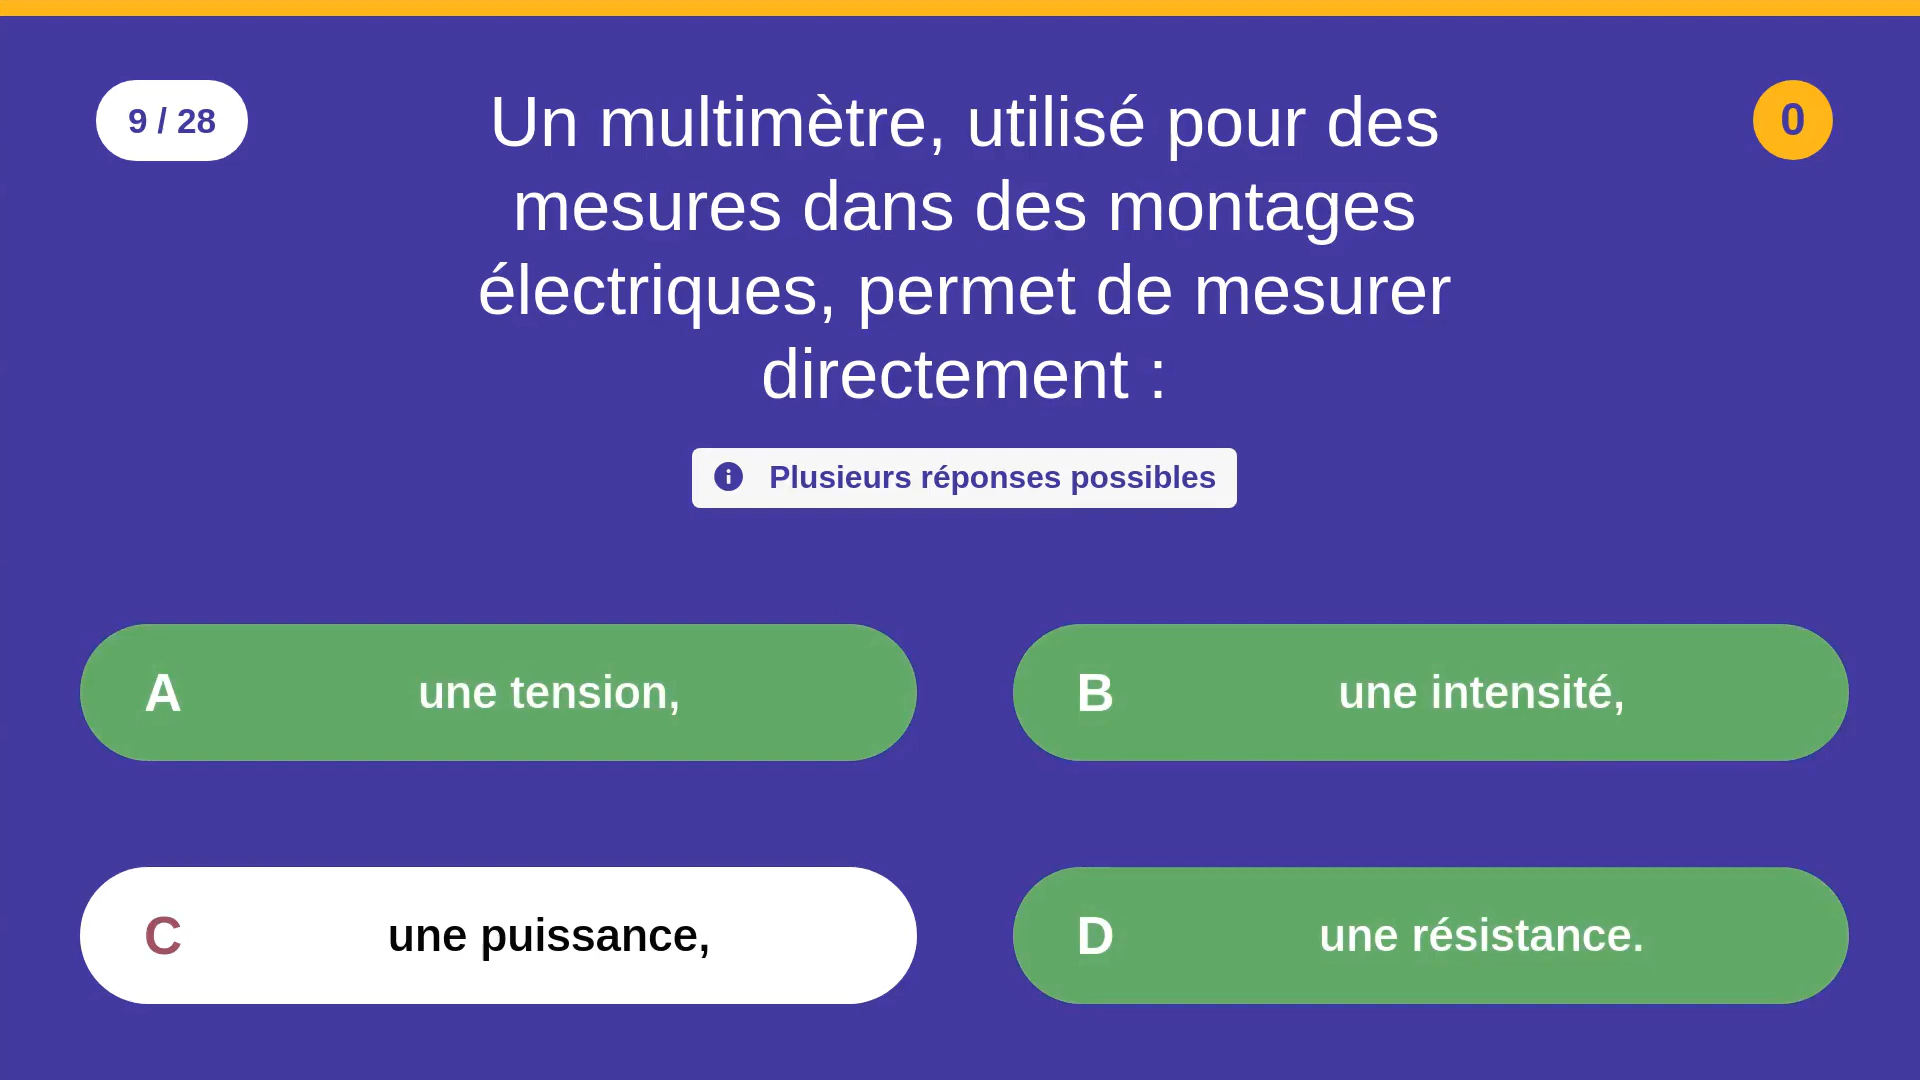 9 / 28
Un multimètre, utilisé pour des
mesures dans des montages
électriques, permet de mesurer
directement :
0
Plusieurs réponses possibles
A une tension,
B une intensité,
C une puissance,
D une résistance.